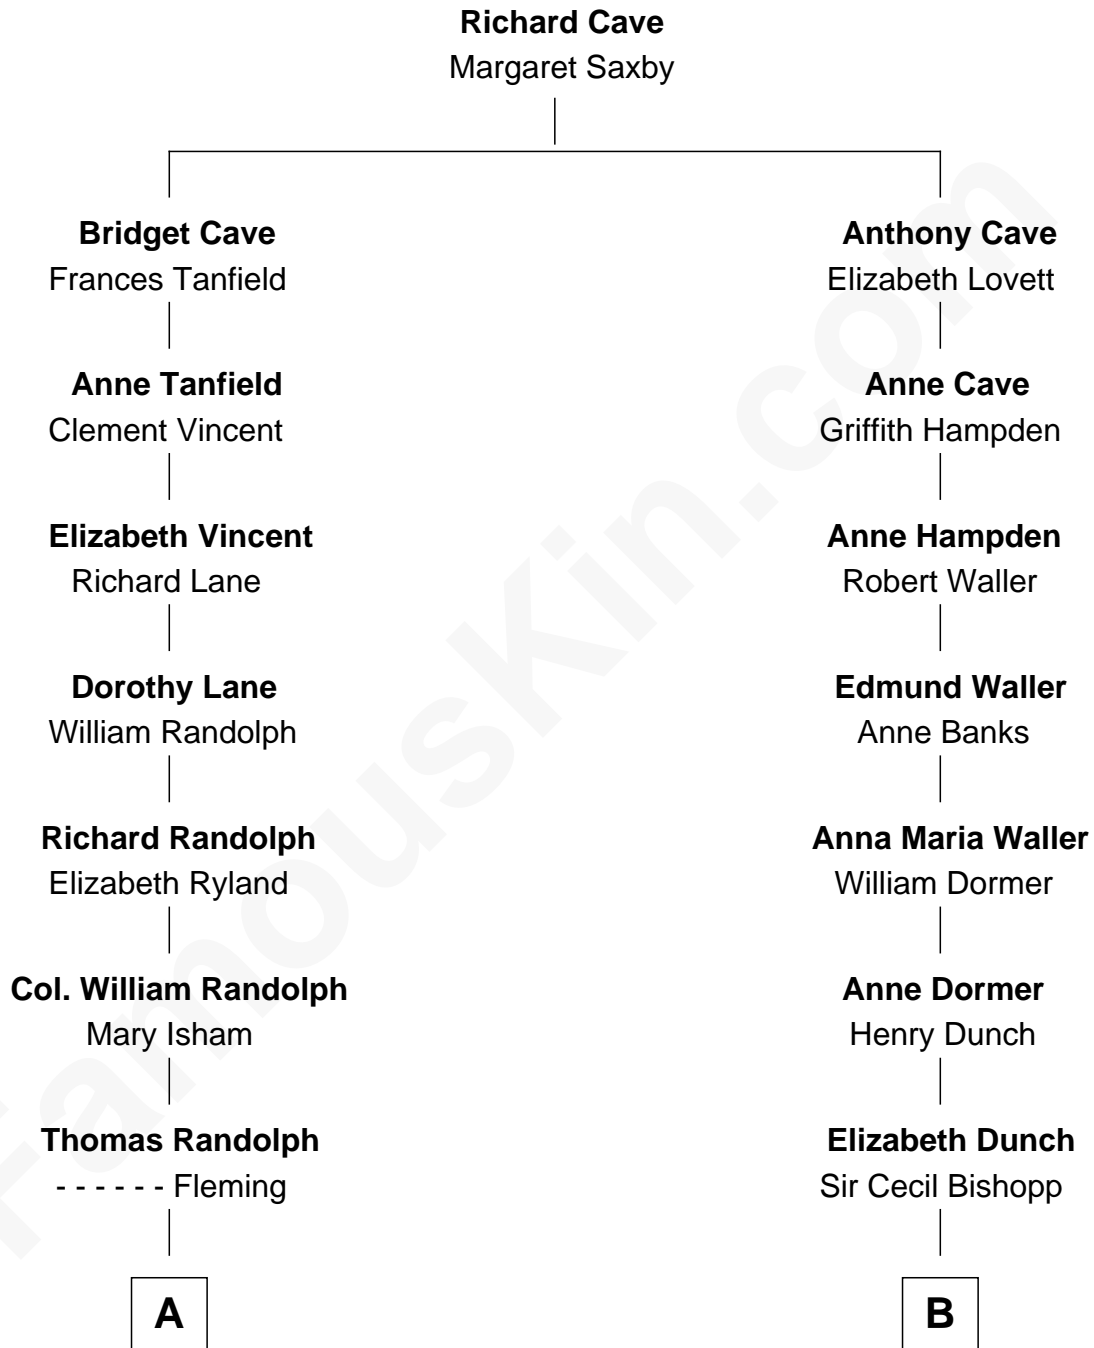 Richard Cave
Margaret Saxby
Bridget Cave
Frances Tanfield
Anthony Cave
Elizabeth Lovett
Anne Tanfield
Clement Vincent
Anne Cave
Griffith Hampden
Elizabeth Vincent
Richard Lane
Anne Hampden
Robert Waller
Dorothy Lane
William Randolph
Edmund Waller
Anne Banks
Richard Randolph
Elizabeth Ryland
Anna Maria Waller
William Dormer
Col. William Randolph
Mary Isham
Anne Dormer
Henry Dunch
Thomas Randolph
- - - - - - Fleming
Elizabeth Dunch
Sir Cecil Bishopp
A
B
FamousKin.com